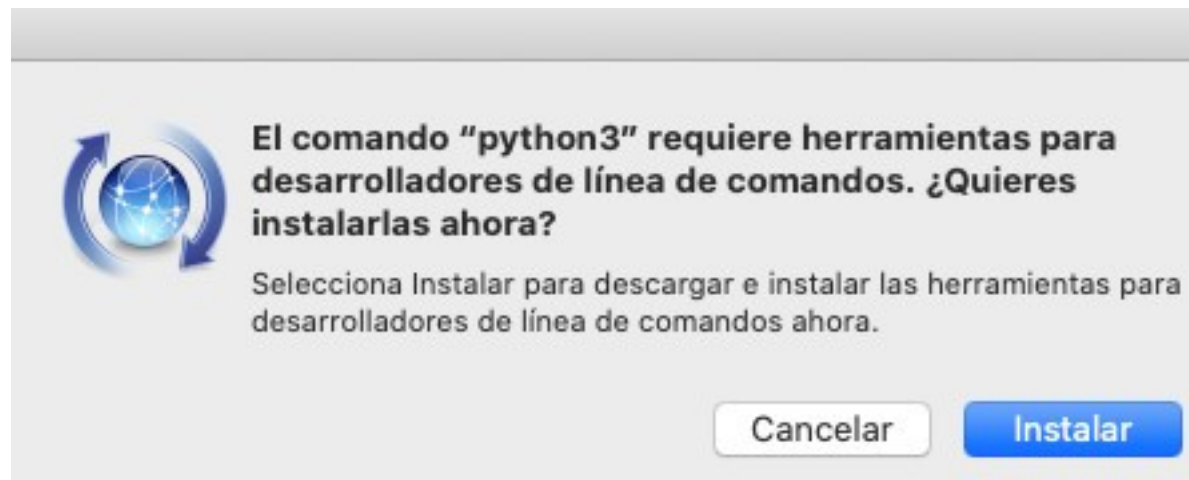 El comando “python3” requiere herramientas para
desarrolladores de línea de comandos. ¿Quieres
instalarlas ahora?
Selecciona Instalar para descargar e instalar las herramientas para
desarrolladores de línea de comandos ahora.
Cancelar
Instalar